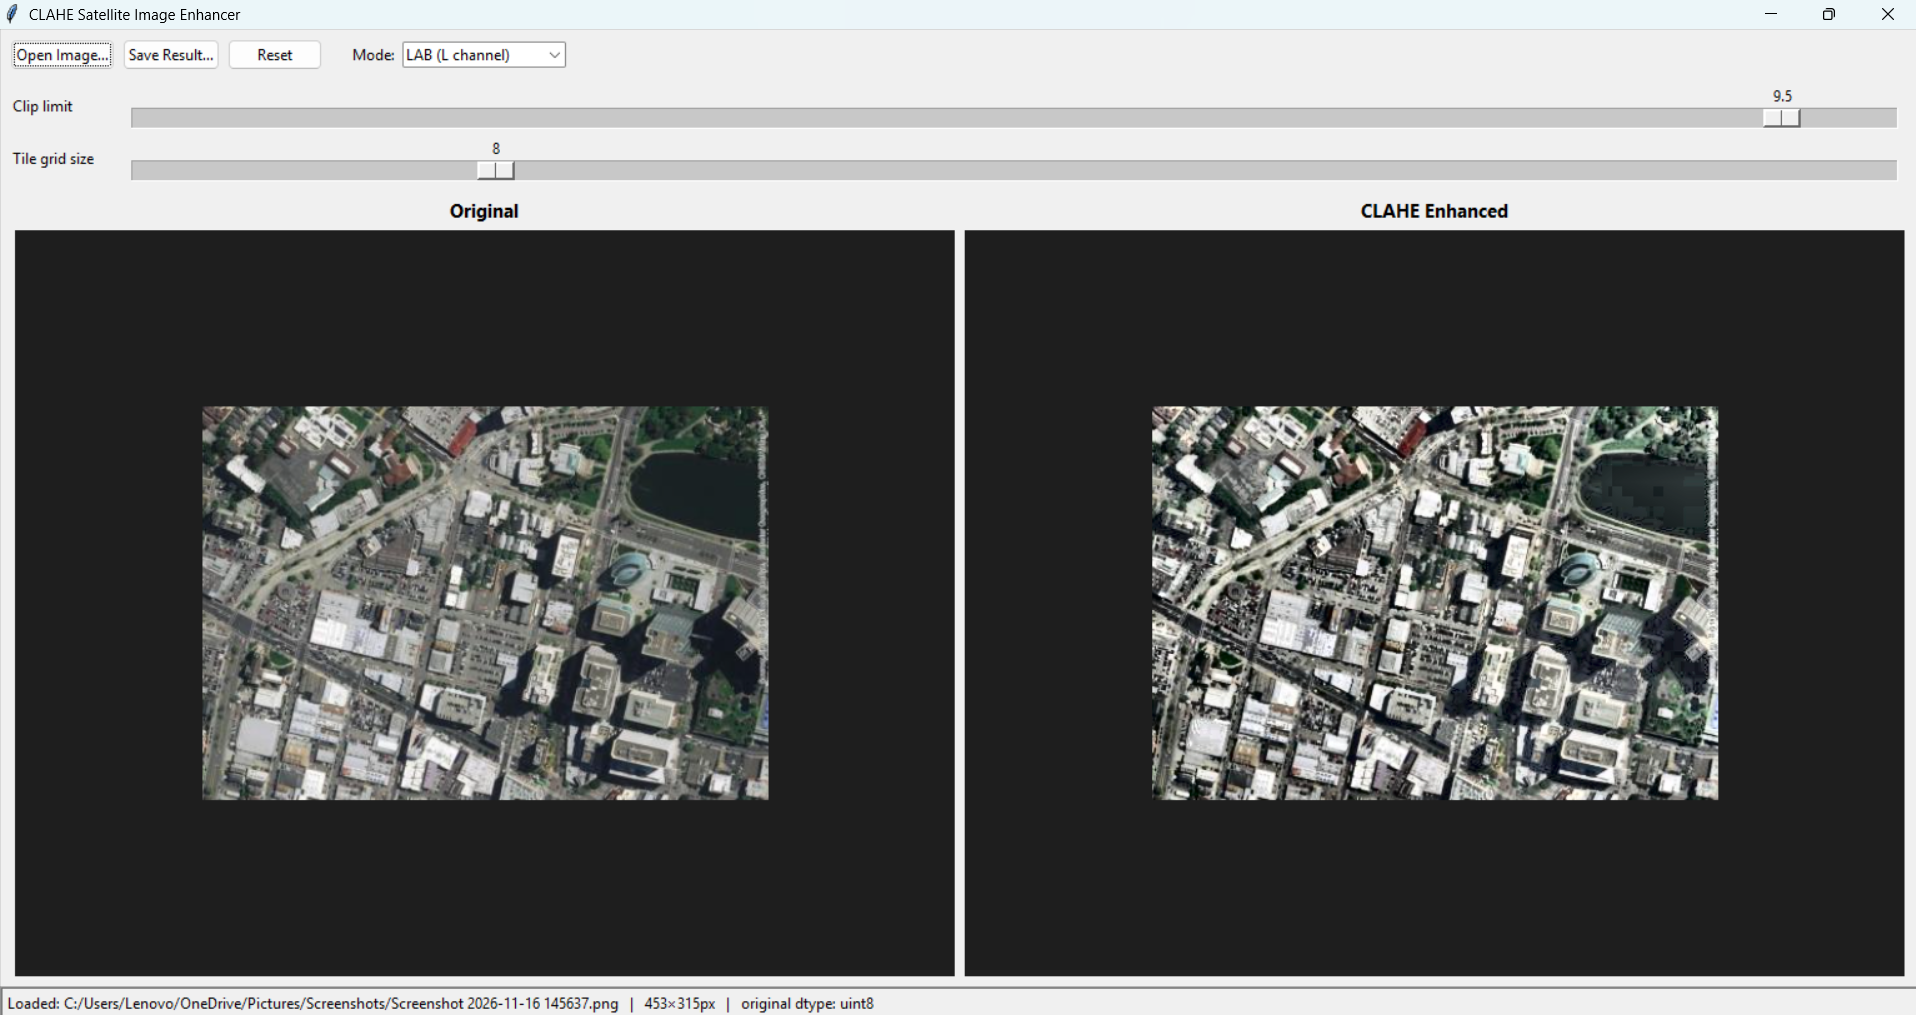 CLAHE Satellite Image Enhancer
Open Image... Save Result... Reset Mode: LAB (L channel)
Clip limit 9.5
Tile grid size 8
Original CLAHE Enhanced
Loaded: C:/Users/Lenovo/OneDrive/Pictures/Screenshots/Screenshot 2026-11-16 145637.png | 453×315px | original dtype: uint8